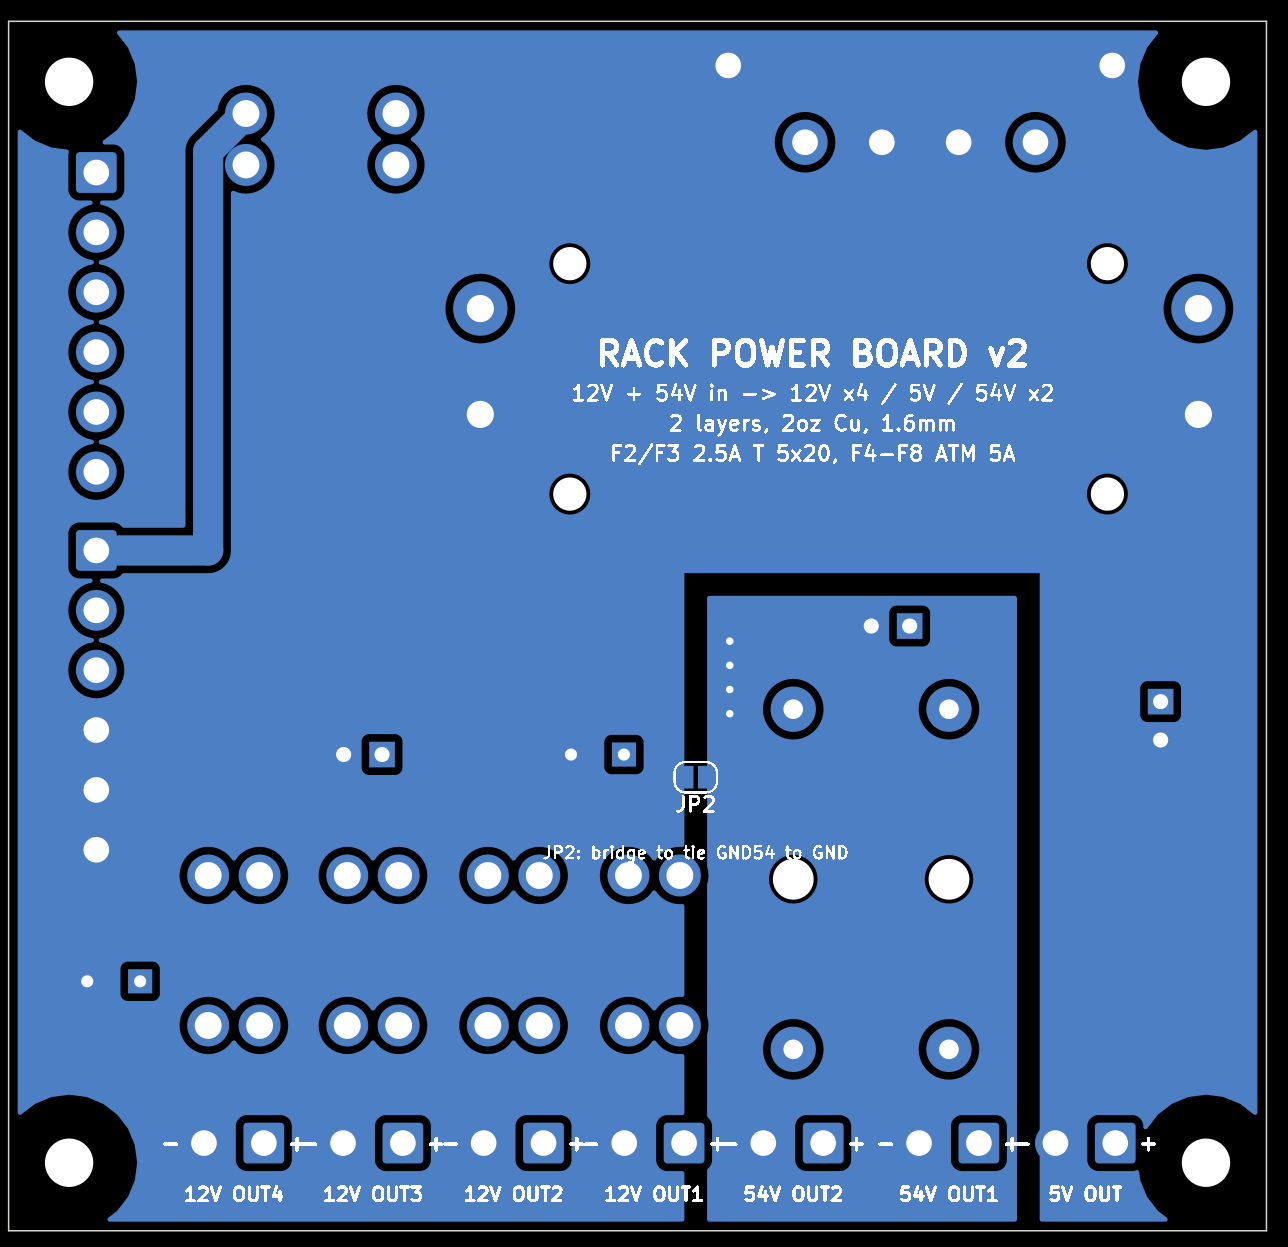 RACK POWER BOARD v2
12V + 54V in -> 12V x4 / 5V / 54V x2
2 layers, 2oz Cu, 1.6mm
F2/F3 2.5A T 5x20, F4-F8 ATM 5A
JP2
JP2: bridge to tie GND54 to GND
- + - + - + - + - + - + - +
12V OUT4 12V OUT3 12V OUT2 12V OUT1 54V OUT2 54V OUT1 5V OUT